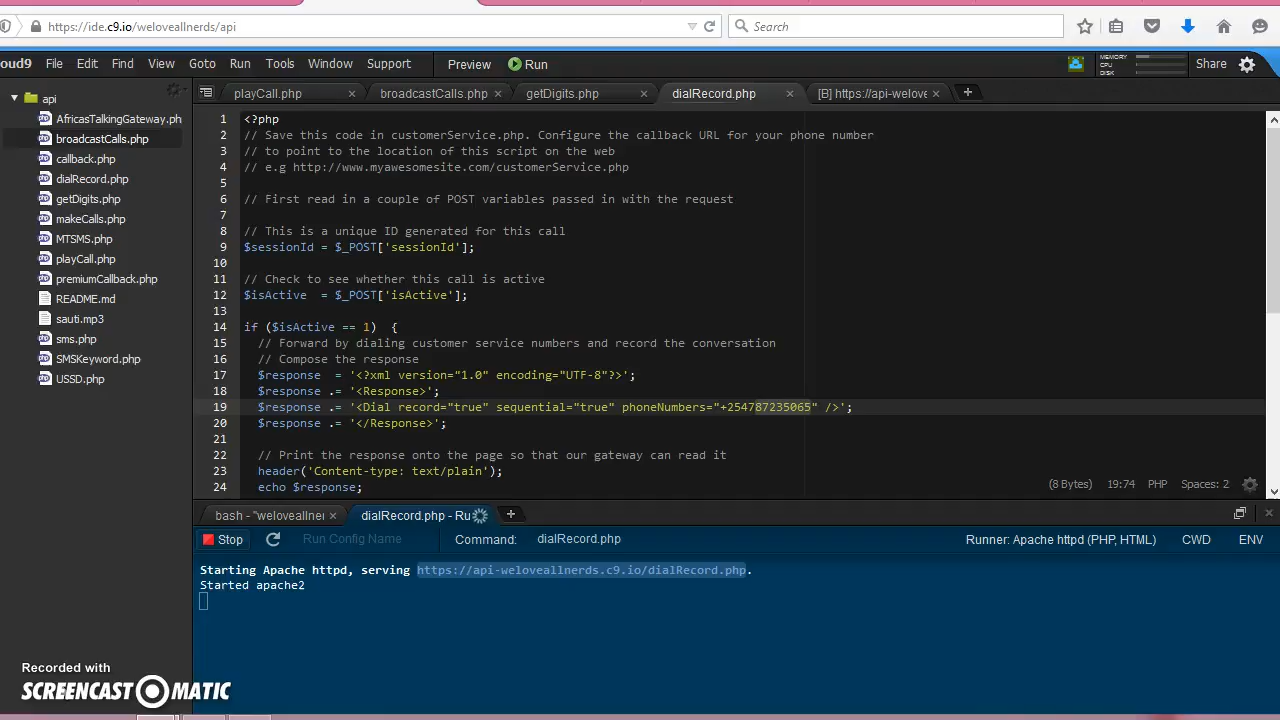 https://ide.c9.io/weloveallnerds/api
Search
oud9 File Edit Find View Goto Run Tools Window Support Preview Run MEMORY CPU DISK Share
playCall.php broadcastCalls.php getDigits.php dialRecord.php [B] https://api-welove
api
AfricasTalkingGateway.ph
broadcastCalls.php
callback.php
dialRecord.php
getDigits.php
makeCalls.php
MTSMS.php
playCall.php
premiumCallback.php
README.md
sauti.mp3
sms.php
SMSKeyword.php
USSD.php
1 <?php
2 // Save this code in customerService.php. Configure the callback URL for your phone number
3 // to point to the location of this script on the web
4 // e.g http://www.myawesomesite.com/customerService.php
5
6 // First read in a couple of POST variables passed in with the request
7
8 // This is a unique ID generated for this call
9 $sessionId = $_POST['sessionId'];
10
11 // Check to see whether this call is active
12 $isActive  = $_POST['isActive'];
13
14 if ($isActive == 1)  {
15   // Forward by dialing customer service numbers and record the conversation
16   // Compose the response
17   $response  = '<?xml version="1.0" encoding="UTF-8"?>';
18   $response .= '<Response>';
19   $response .= '<Dial record="true" sequential="true" phoneNumbers="+254787235065" />';
20   $response .= '</Response>';
21
22   // Print the response onto the page so that our gateway can read it
23   header('Content-type: text/plain');
24   echo $response;
(8 Bytes) 19:74 PHP Spaces: 2
bash - "weloveallner dialRecord.php - Ru
Stop Run Config Name Command: dialRecord.php Runner: Apache httpd (PHP, HTML) CWD ENV
Starting Apache httpd, serving https://api-weloveallnerds.c9.io/dialRecord.php.
Started apache2
Recorded with
SCREENCAST MATIC